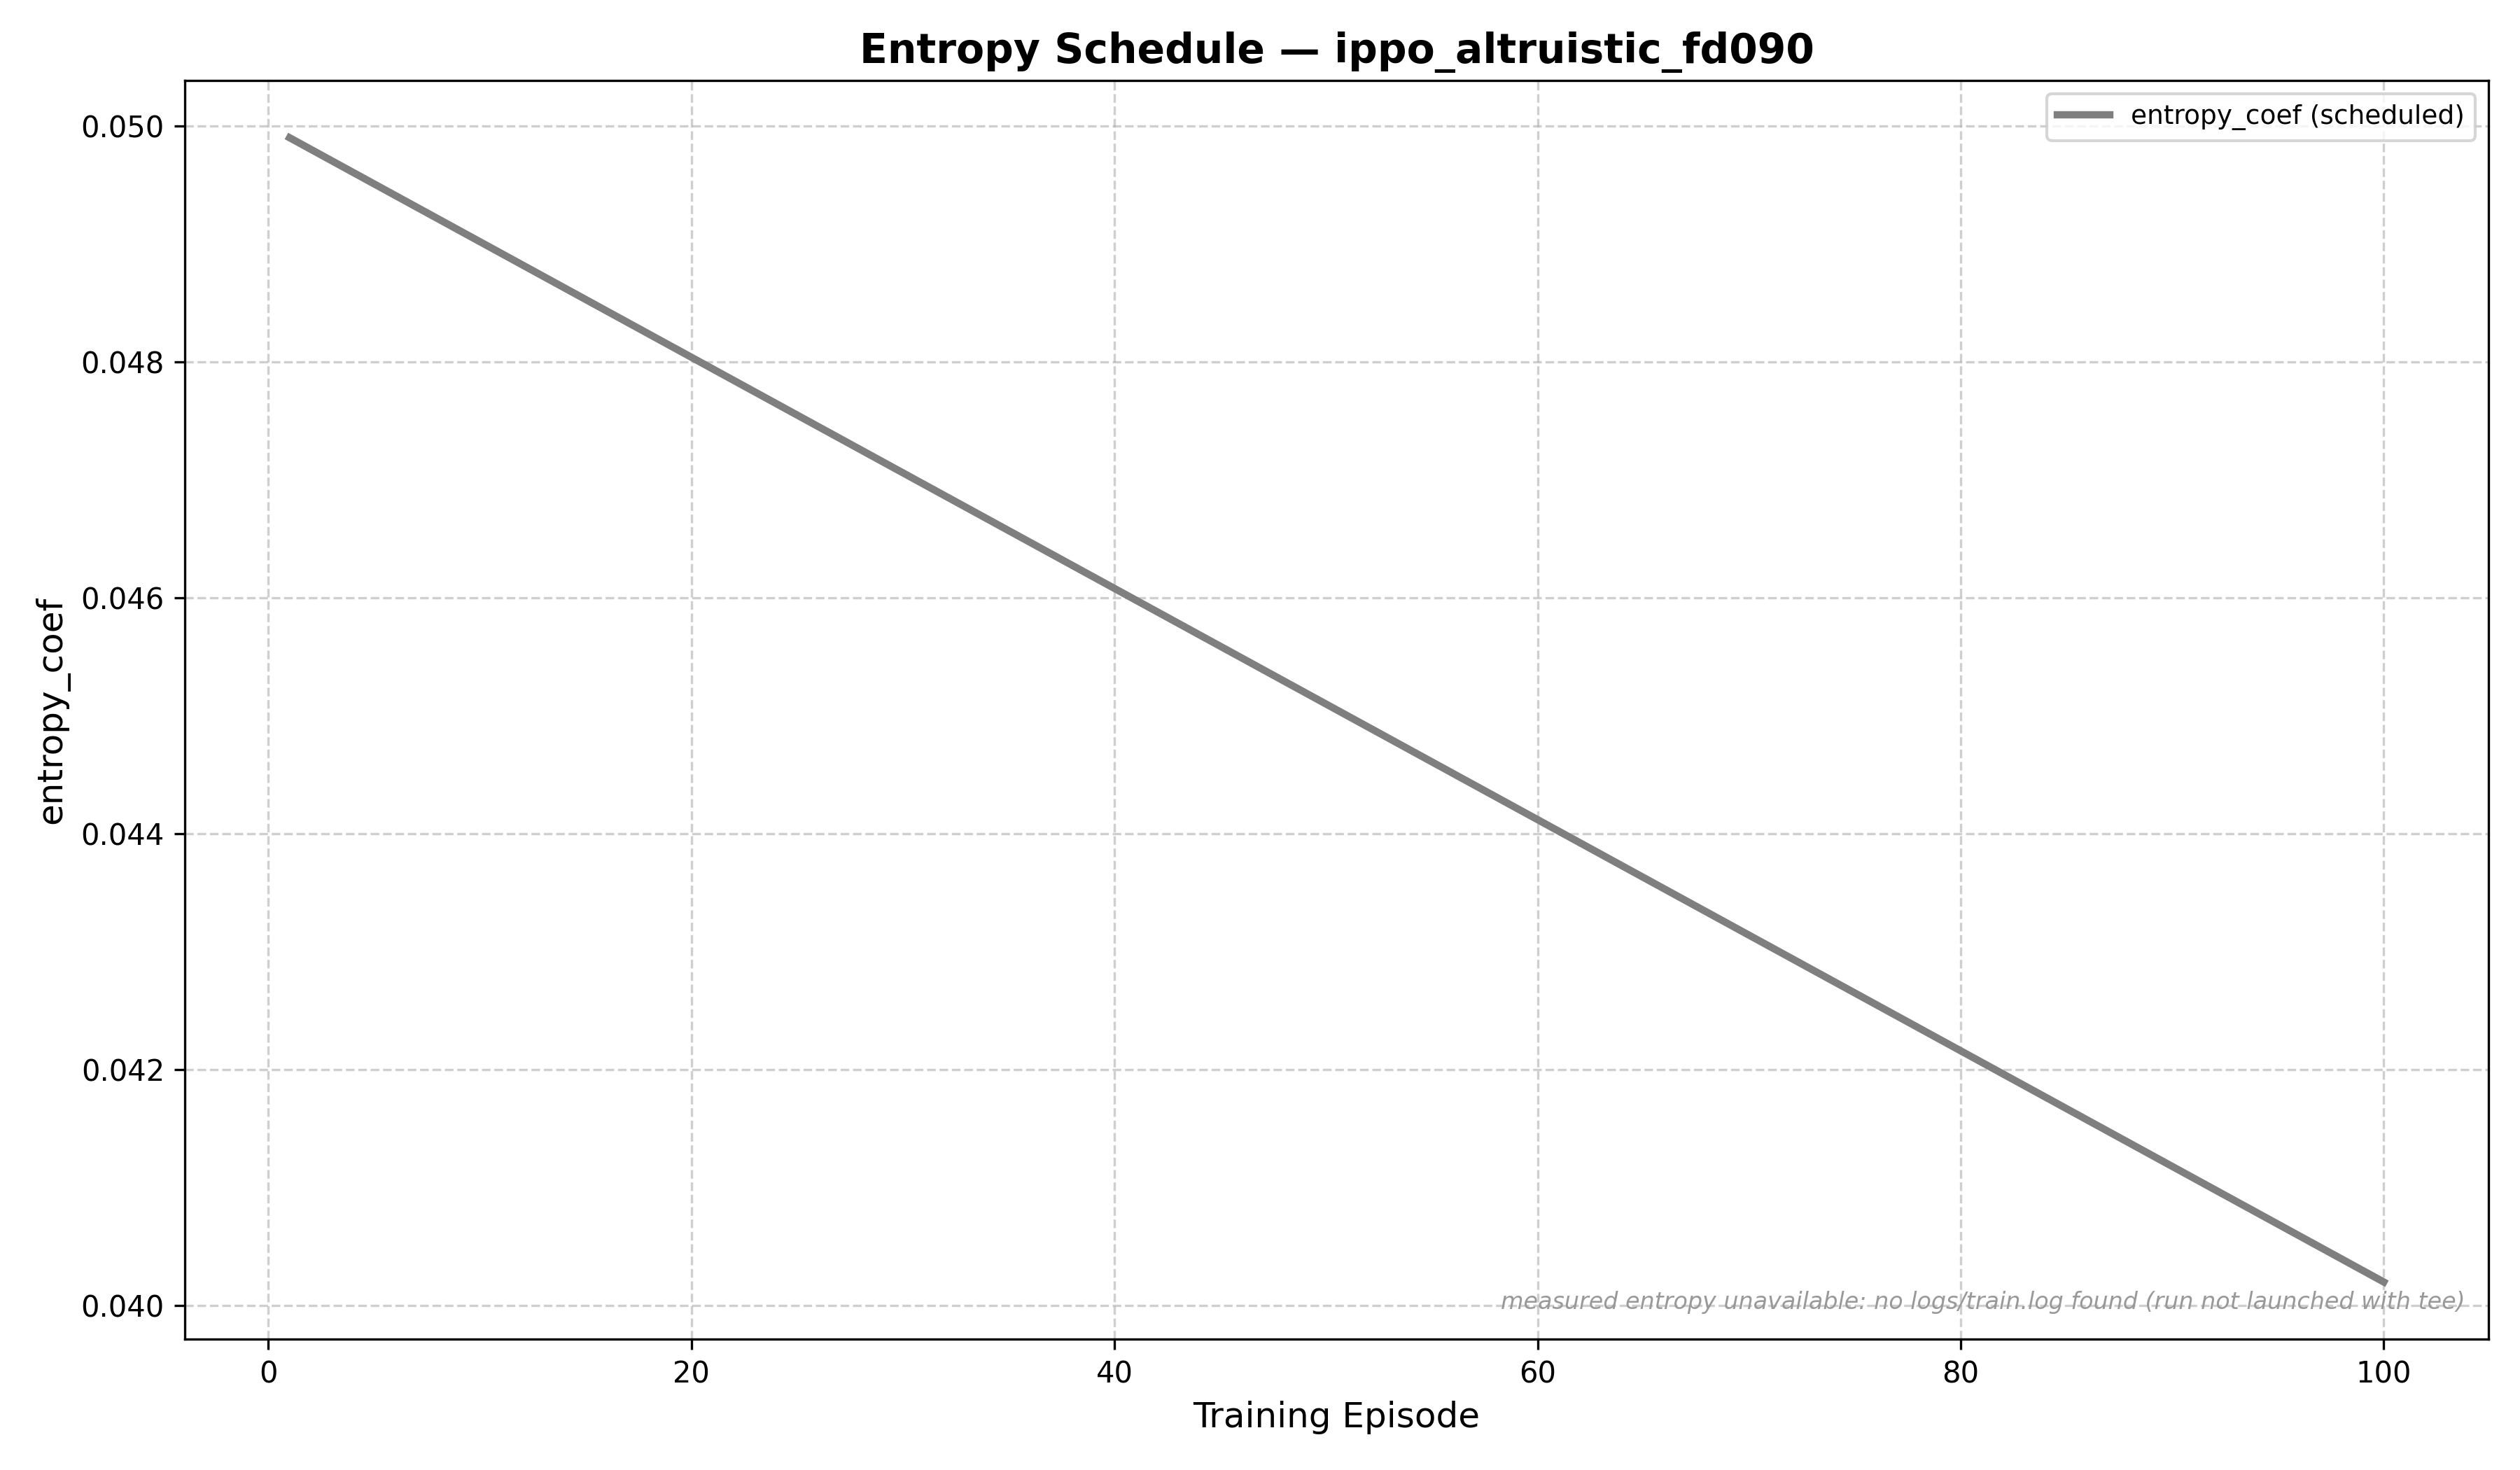 Entropy Schedule — ippo_altruistic_fd090
entropy_coef (scheduled)
0.050
0.048
0.046
0.044
0.042
0.040
entropy_coef
measured entropy unavailable: no logs/train.log found (run not launched with tee)
0 20 40 60 80 100
Training Episode